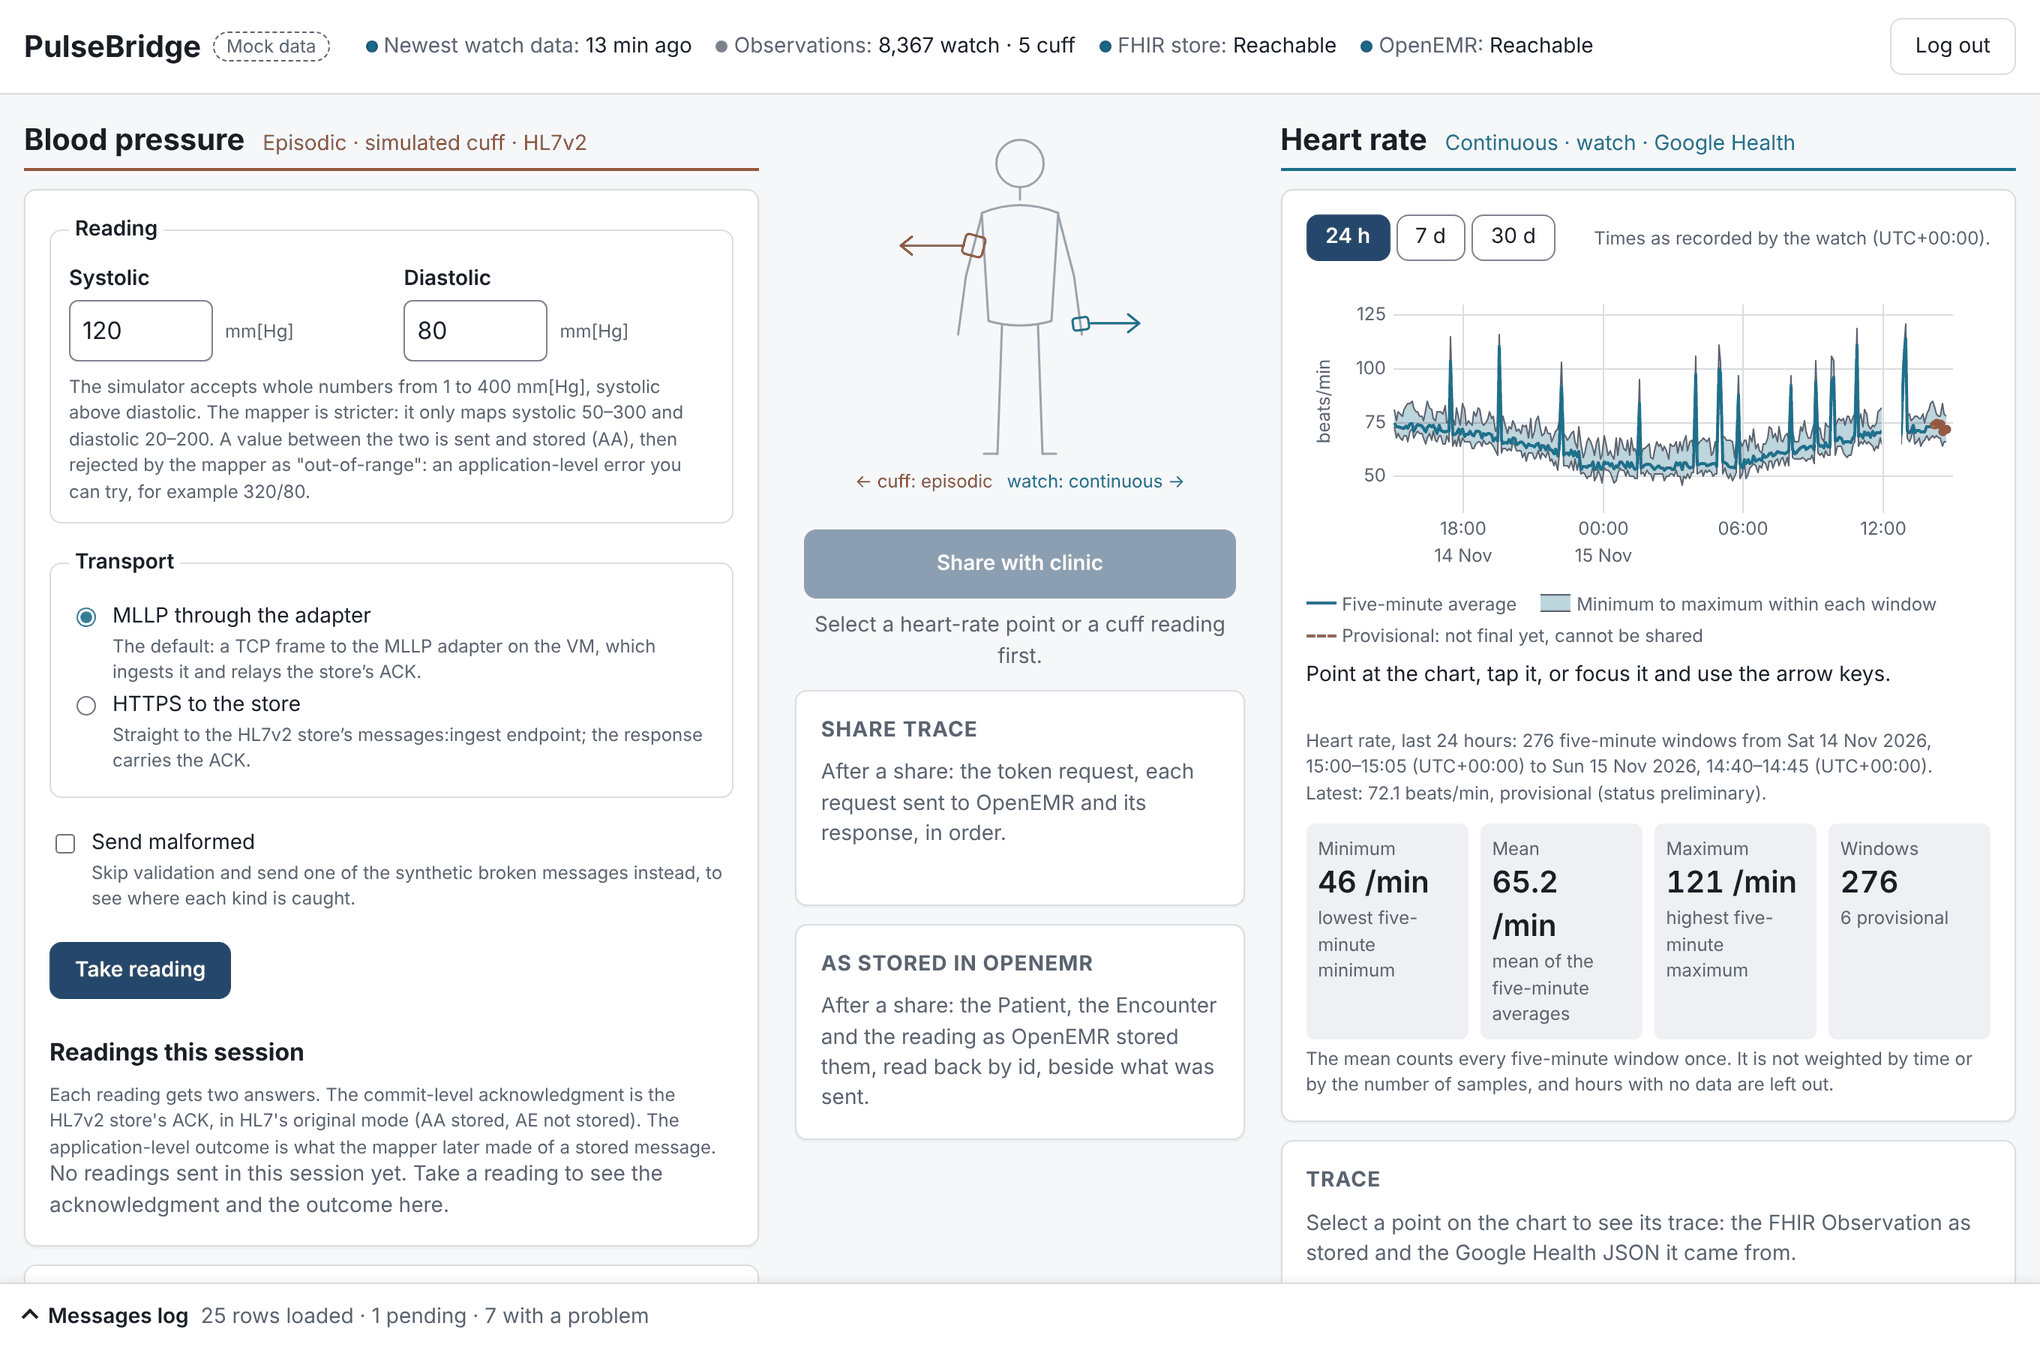 PulseBridge
Mock data
Newest watch data: 13 min ago
Observations: 8,367 watch · 5 cuff
FHIR store: Reachable
OpenEMR: Reachable
Log out
Blood pressure
Episodic · simulated cuff · HL7v2
Reading
Systolic
Diastolic
120
mm[Hg]
80
mm[Hg]
The simulator accepts whole numbers from 1 to 400 mm[Hg], systolic
above diastolic. The mapper is stricter: it only maps systolic 50–300 and
diastolic 20–200. A value between the two is sent and stored (AA), then
rejected by the mapper as "out-of-range": an application-level error you
can try, for example 320/80.
Transport
MLLP through the adapter
The default: a TCP frame to the MLLP adapter on the VM, which
ingests it and relays the store’s ACK.
HTTPS to the store
Straight to the HL7v2 store’s messages:ingest endpoint; the response
carries the ACK.
Send malformed
Skip validation and send one of the synthetic broken messages instead, to
see where each kind is caught.
Take reading
Readings this session
Each reading gets two answers. The commit-level acknowledgment is the
HL7v2 store's ACK, in HL7's original mode (AA stored, AE not stored). The
application-level outcome is what the mapper later made of a stored message.
No readings sent in this session yet. Take a reading to see the
acknowledgment and the outcome here.
← cuff: episodic
watch: continuous →
Share with clinic
Select a heart-rate point or a cuff reading
first.
SHARE TRACE
After a share: the token request, each
request sent to OpenEMR and its
response, in order.
AS STORED IN OPENEMR
After a share: the Patient, the Encounter
and the reading as OpenEMR stored
them, read back by id, beside what was
sent.
Heart rate
Continuous · watch · Google Health
24 h
7 d
30 d
Times as recorded by the watch (UTC+00:00).
beats/min
125
100
75
50
18:00
14 Nov
00:00
15 Nov
06:00
12:00
Five-minute average
Minimum to maximum within each window
Provisional: not final yet, cannot be shared
Point at the chart, tap it, or focus it and use the arrow keys.
Heart rate, last 24 hours: 276 five-minute windows from Sat 14 Nov 2026,
15:00–15:05 (UTC+00:00) to Sun 15 Nov 2026, 14:40–14:45 (UTC+00:00).
Latest: 72.1 beats/min, provisional (status preliminary).
Minimum
46 /min
lowest five-
minute
minimum
Mean
65.2
/min
mean of the
five-minute
averages
Maximum
121 /min
highest five-
minute
maximum
Windows
276
6 provisional
The mean counts every five-minute window once. It is not weighted by time or
by the number of samples, and hours with no data are left out.
TRACE
Select a point on the chart to see its trace: the FHIR Observation as
stored and the Google Health JSON it came from.
Messages log
25 rows loaded · 1 pending · 7 with a problem